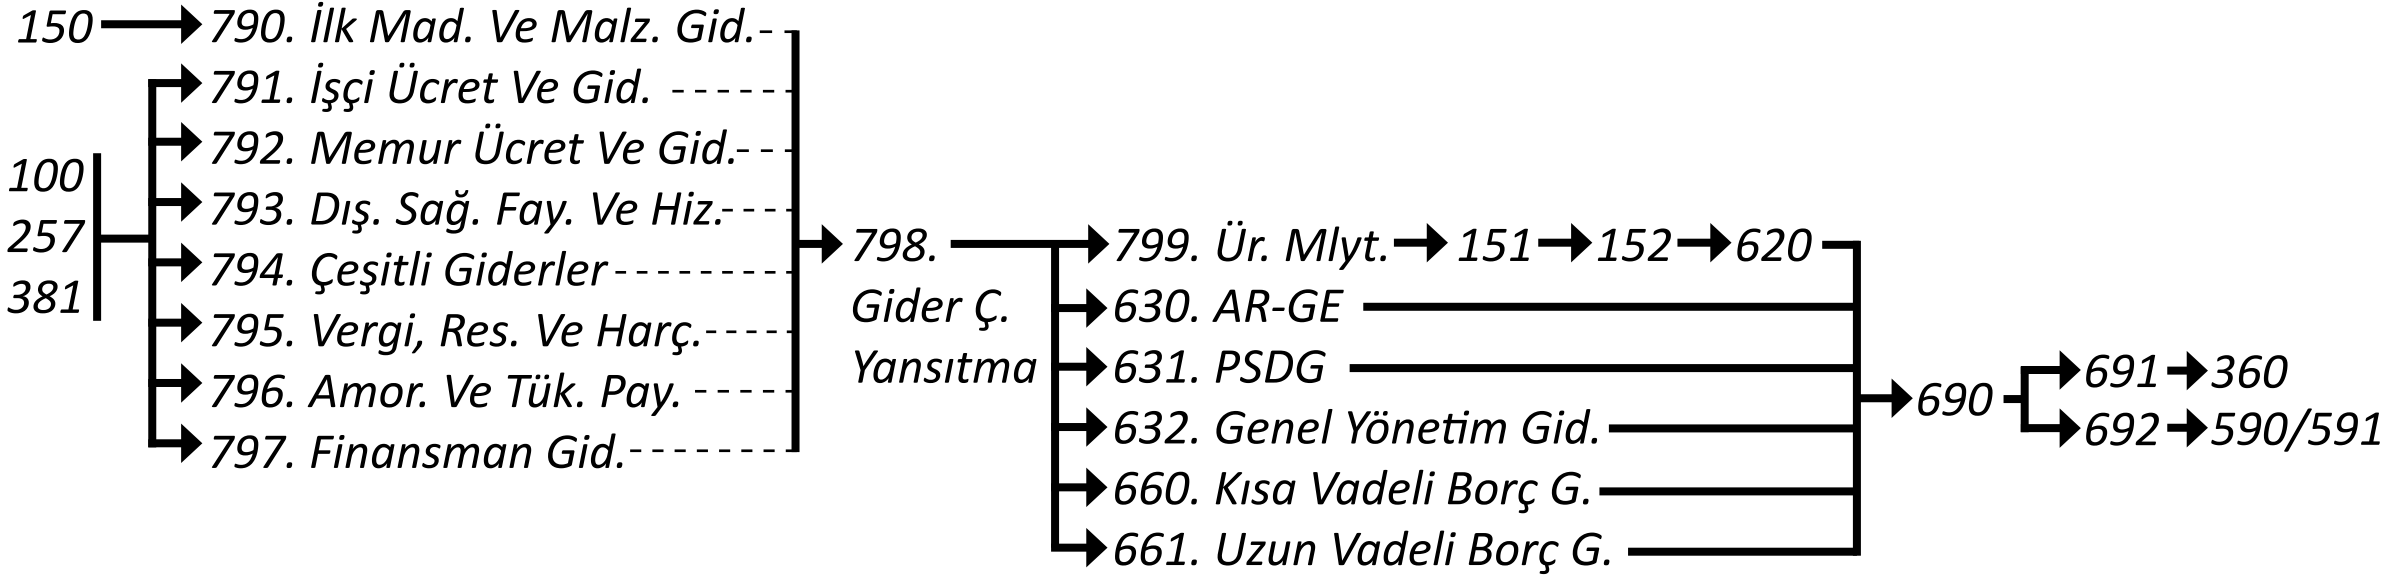 150
790. İlk Mad. Ve Malz. Gid.
791. İşçi Ücret Ve Gid.
792. Memur Ücret Ve Gid.
100
793. Dış. Sağ. Fay. Ve Hiz.
257
794. Çeşitli Giderler
381
795. Vergi, Res. Ve Harç.
796. Amor. Ve Tük. Pay.
797. Finansman Gid.
798.
Gider Ç.
Yansıtma
799. Ür. Mlyt.
151
152
620
630. AR-GE
631. PSDG
632. Genel Yönetim Gid.
660. Kısa Vadeli Borç G.
661. Uzun Vadeli Borç G.
690
691
360
692
590/591